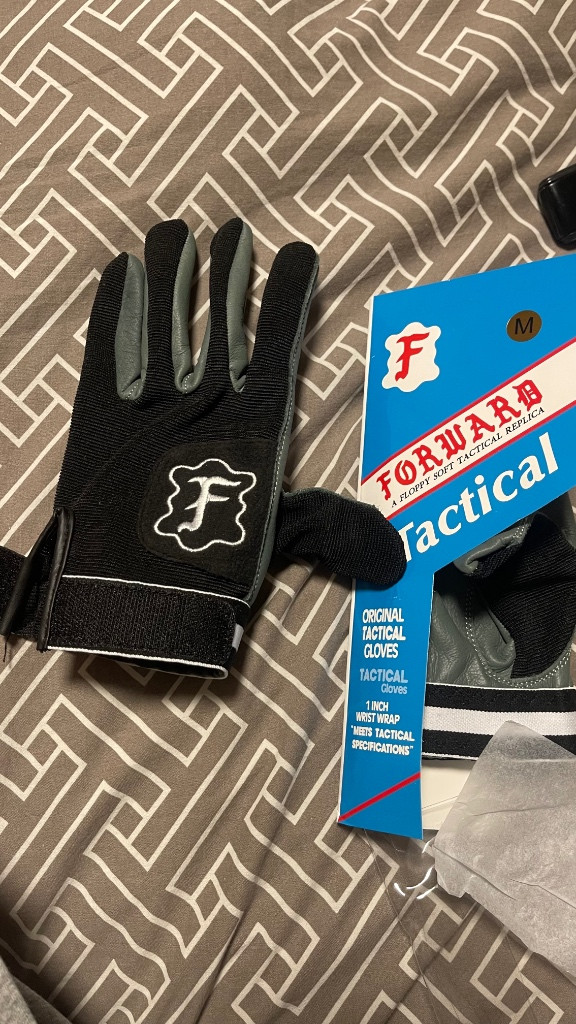 F
M
F
FORWARD
A FLOPPY SOFT TACTICAL REPLICA
Tactical
ORIGINAL
TACTICAL
GLOVES
TACTICAL
Gloves
1 INCH
WRIST WRAP
"MEETS TACTICAL
SPECIFICATIONS"